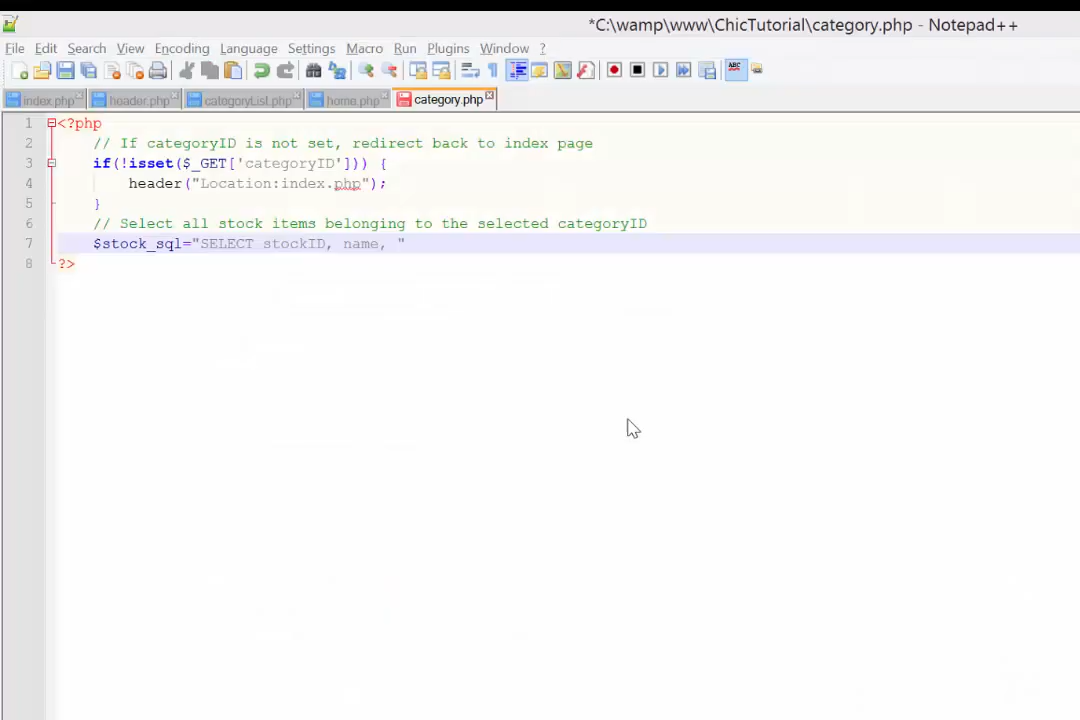 *C:\wamp\www\ChicTutorial\category.php - Notepad++
File Edit Search View Encoding Language Settings Macro Run Plugins Window ?
ABC
index.php header.php categoryList.php home.php category.php
1 <?php
2 // If categoryID is not set, redirect back to index page
3 if(!isset($_GET['categoryID'])) {
4 header("Location:index.php");
5 }
6 // Select all stock items belonging to the selected categoryID
7 $stock_sql="SELECT stockID, name, "
8 ?>